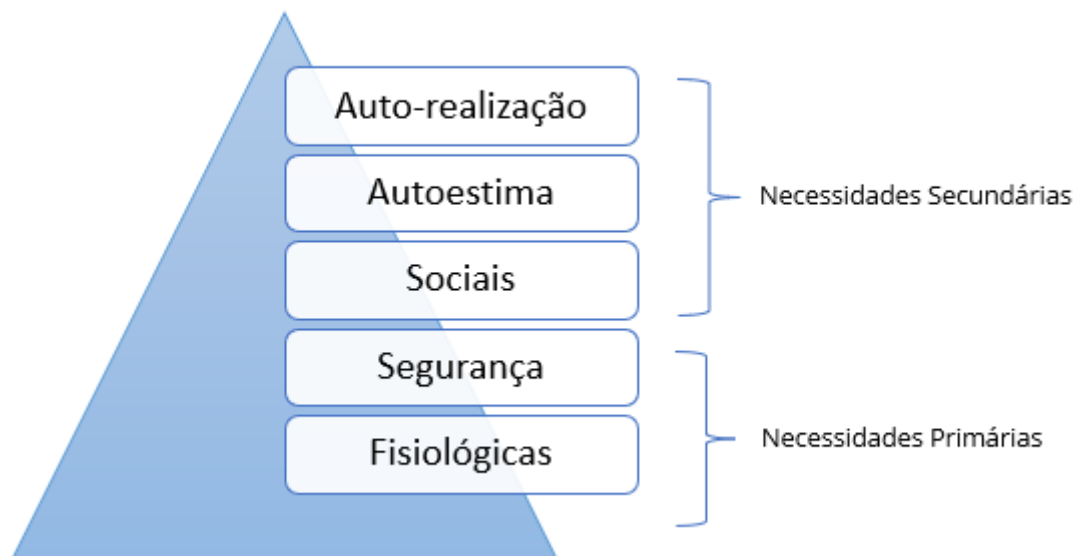 Auto-realização
Autoestima
Sociais
Necessidades Secundárias
Segurança
Fisiológicas
Necessidades Primárias